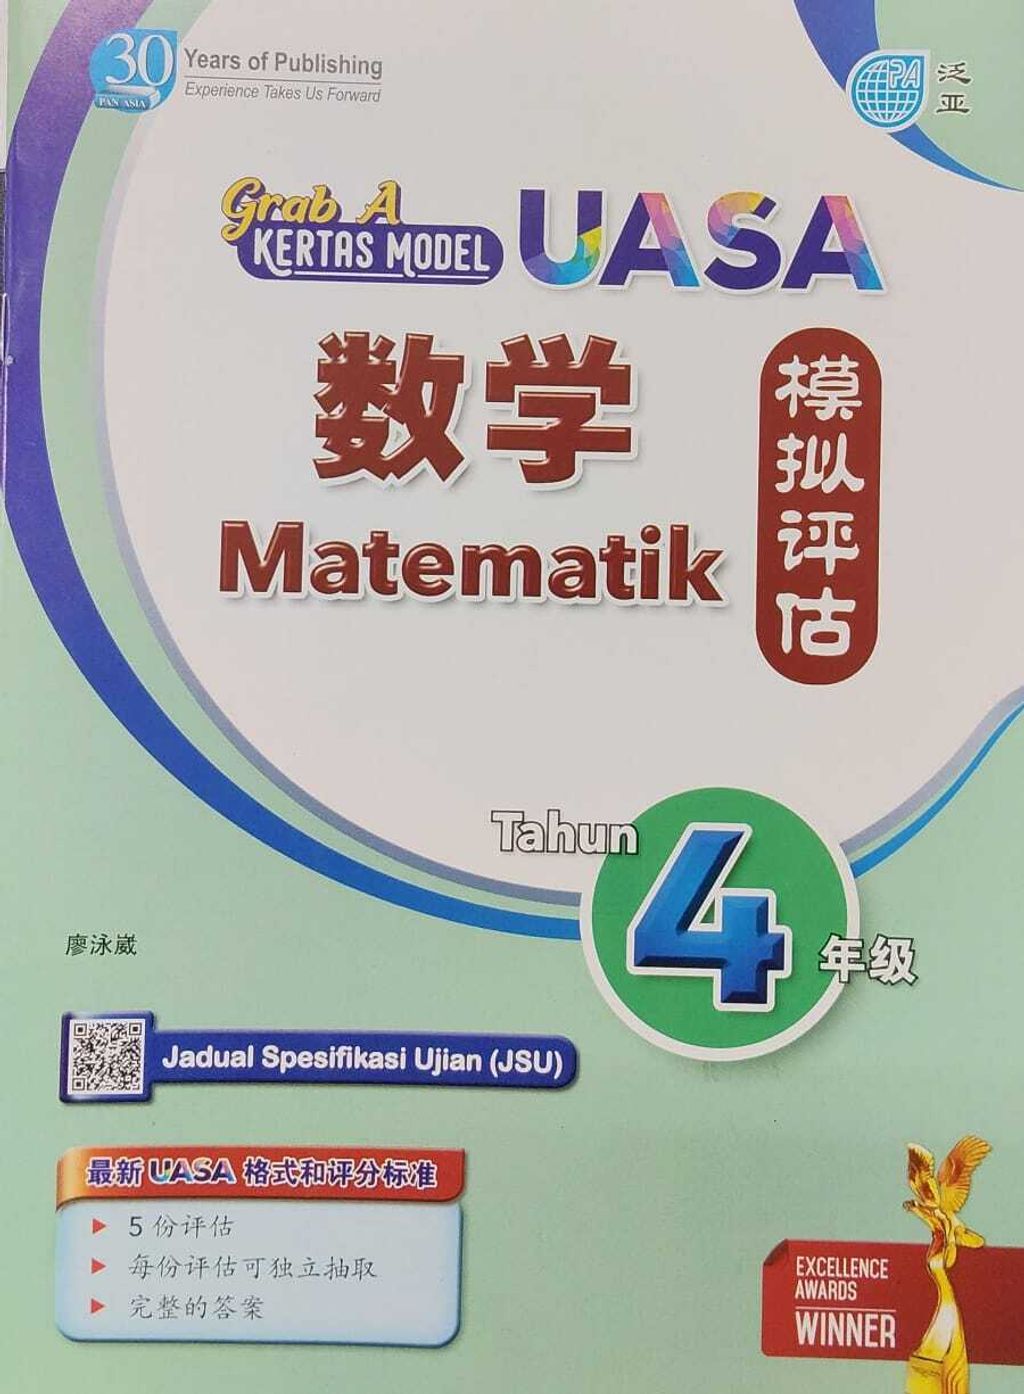 30 Years of Publishing
PAN ASIA
Experience Takes Us Forward
PA
泛亚
Grab A
KERTAS MODEL
UASA
数学
Matematik
模拟评估
Tahun
4
年级
廖泳崴
Jadual Spesifikasi Ujian (JSU)
最新 UASA 格式和评分标准
5 份评估
每份评估可独立抽取
完整的答案
EXCELLENCE
AWARDS
WINNER